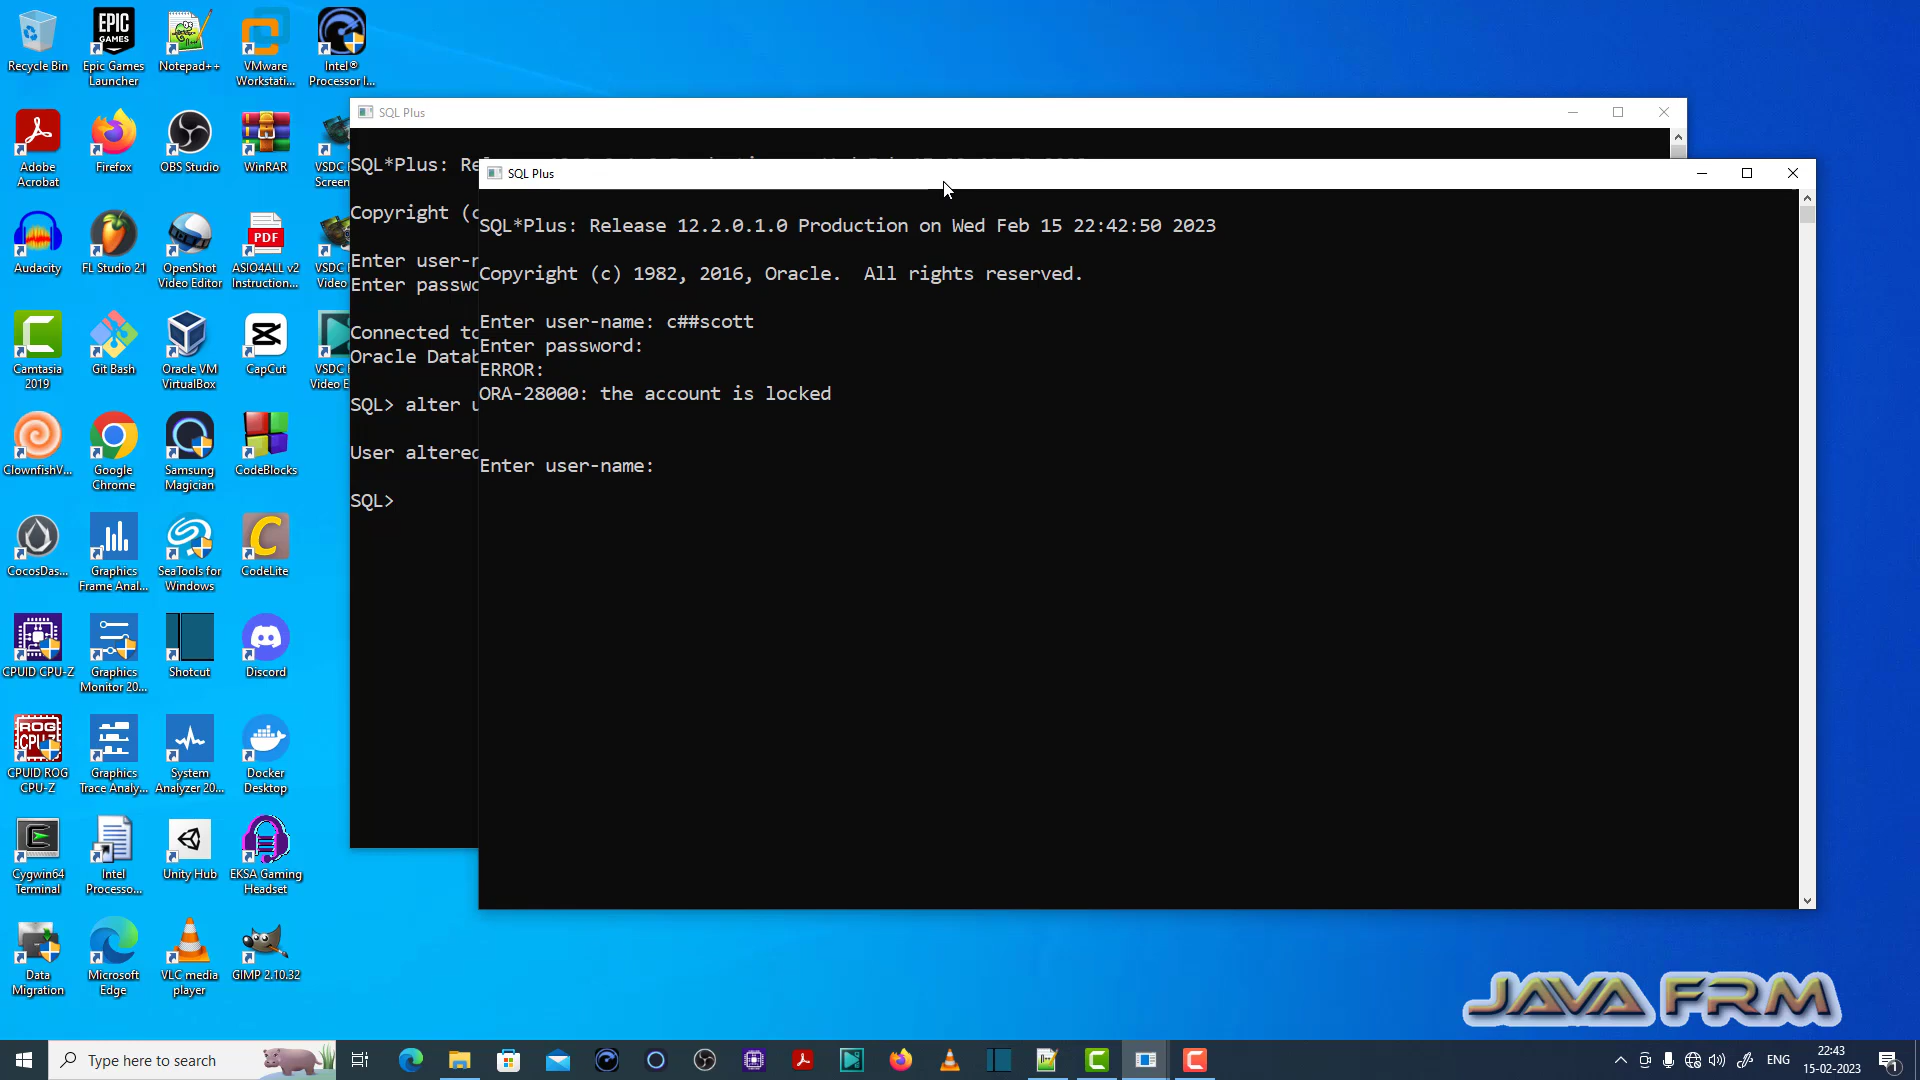 Recycle Bin
Epic Games Launcher
Notepad++
VMware Workstati...
Intel® Processor I...
Adobe Acrobat
Firefox
OBS Studio
WinRAR
VSDC Screen
Audacity
FL Studio 21
OpenShot Video Editor
ASIO4ALL v2 Instruction...
VSDC Video
Camtasia 2019
Git Bash
Oracle VM VirtualBox
CapCut
VSDC Video E
ClownfishV...
Google Chrome
Samsung Magician
CodeBlocks
CocosDas...
Graphics Frame Anal...
SeaTools for Windows
CodeLite
CPUID CPU-Z
Graphics Monitor 20...
Shotcut
Discord
CPUID ROG CPU-Z
Graphics Trace Analy...
System Analyzer 20...
Docker Desktop
Cygwin64 Terminal
Intel Processo...
Unity Hub
EKSA Gaming Headset
Data Migration
Microsoft Edge
VLC media player
GIMP 2.10.32
SQL Plus
SQL*Plus: Re
Copyright (c
Enter user-n
Enter passwo
Connected to
Oracle Datab
SQL> alter u
User altered
SQL>
SQL Plus
SQL*Plus: Release 12.2.0.1.0 Production on Wed Feb 15 22:42:50 2023
Copyright (c) 1982, 2016, Oracle.  All rights reserved.
Enter user-name: c##scott
Enter password:
ERROR:
ORA-28000: the account is locked
Enter user-name:
JAVA FRM
Type here to search
ENG
22:43
15-02-2023
1